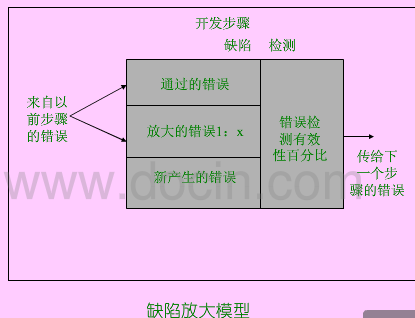 开发步骤
缺陷 检测
通过的错误
来自以
前步骤
的错误
放大的错误1：x
错误检
测有效
性百分比
新产生的错误
传给下
一个步
骤的错误
www.docin.com
缺陷放大模型